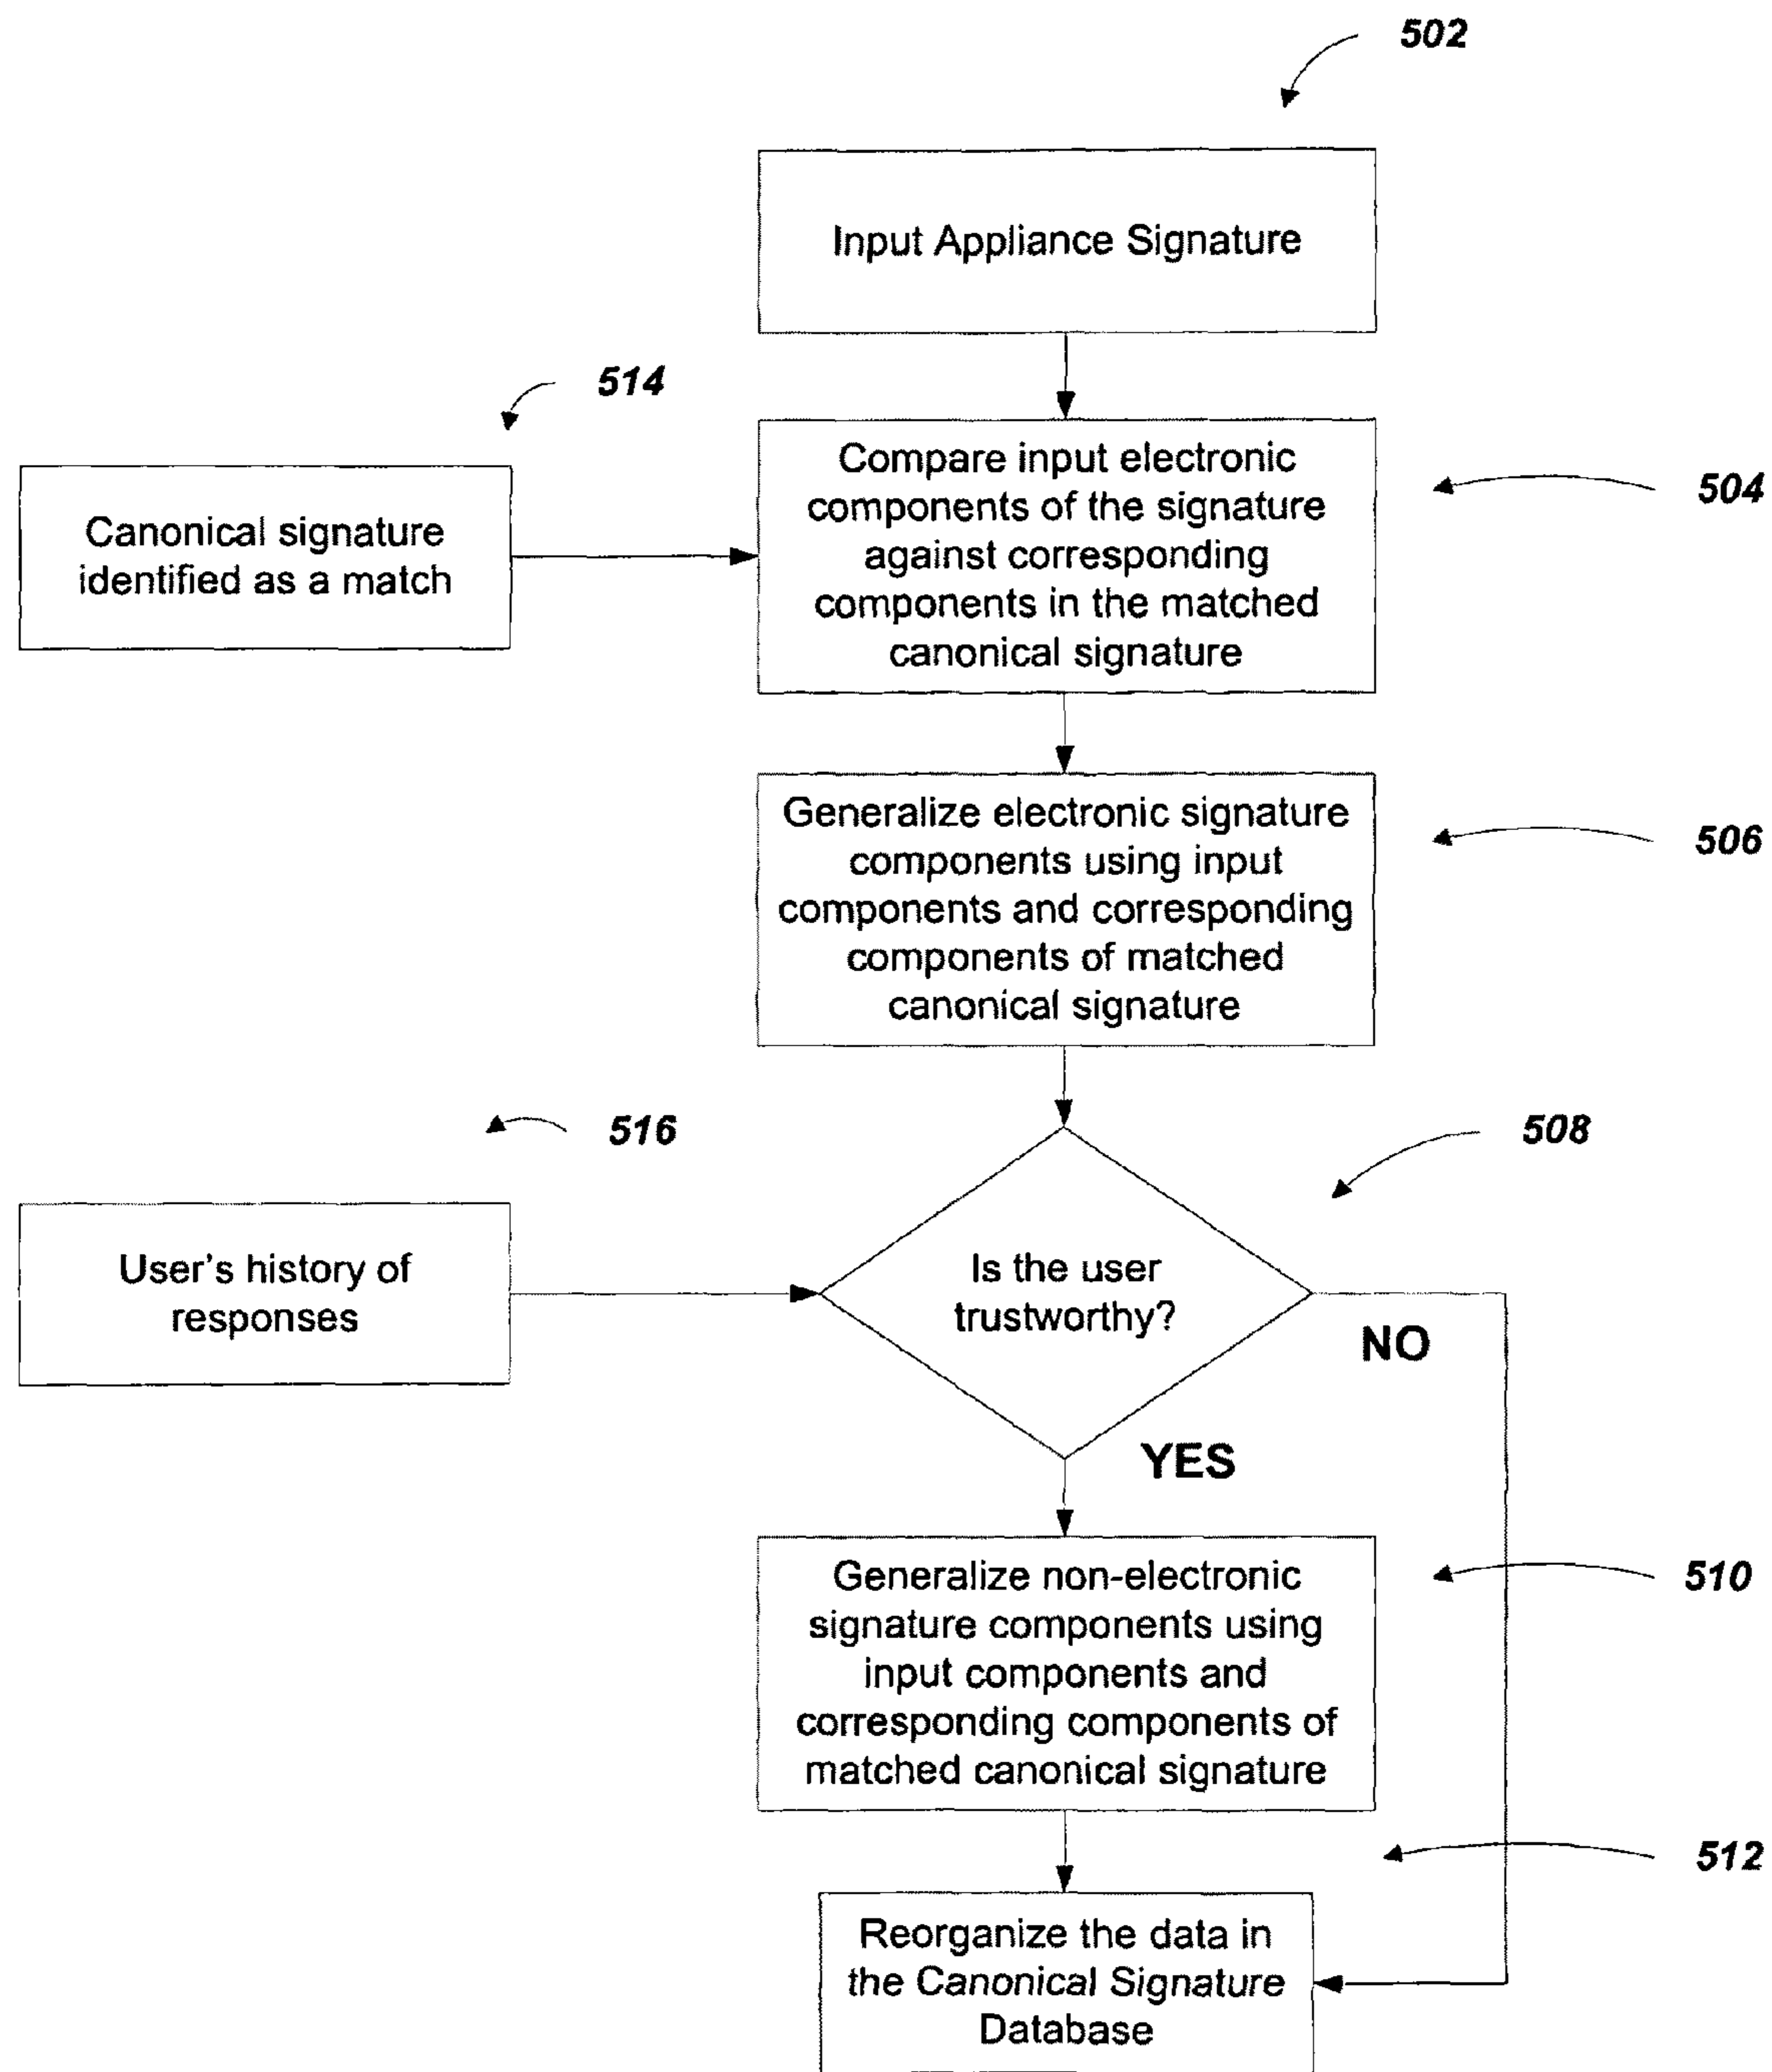 502
Input Appliance Signature
514
Canonical signature
identified as a match
Compare input electronic
components of the signature
against corresponding
components in the matched
canonical signature
504
Generalize electronic signature
components using input
components and corresponding
components of matched
canonical signature
506
516
508
User's history of
responses
Is the user
trustworthy?
NO
YES
Generalize non-electronic
signature components using
input components and
corresponding components of
matched canonical signature
510
512
Reorganize the data in
the Canonical Signature
Database